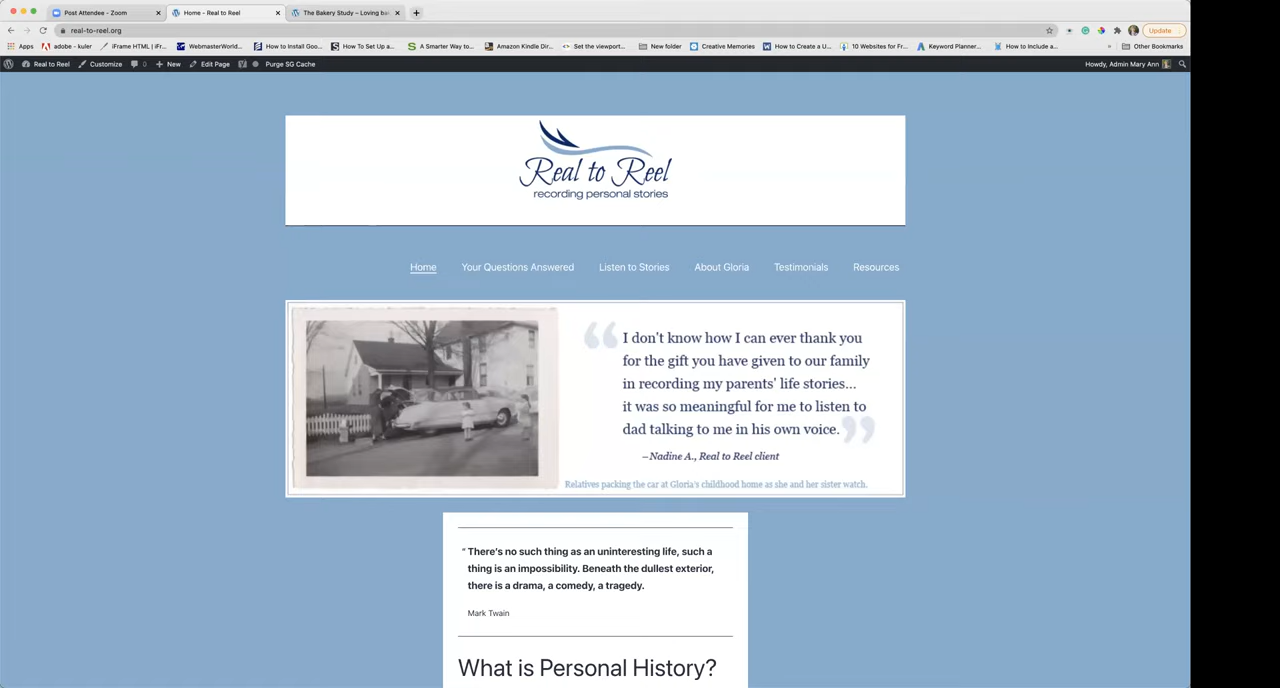 Post Attendee - Zoom
Home - Real to Reel
The Bakery Study – Loving ba
real-to-reel.org
Update
Apps
adobe - kuler
iFrame HTML | iFr...
WebmasterWorld...
How to Install Goo...
How To Set Up a...
A Smarter Way to...
Amazon Kindle Dir...
Set the viewport...
New folder
Creative Memories
How to Create a U...
10 Websites for Fr...
Keyword Planner...
How to Include a...
»
Other Bookmarks
Real to Reel
Customize
0
New
Edit Page
Purge SG Cache
Howdy, Admin Mary Ann
Real to Reel
recording personal stories
Home
Your Questions Answered
Listen to Stories
About Gloria
Testimonials
Resources
“ I don't know how I can ever thank you
for the gift you have given to our family
in recording my parents' life stories...
it was so meaningful for me to listen to
dad talking to me in his own voice. ”
–Nadine A., Real to Reel client
Relatives packing the car at Gloria's childhood home as she and her sister watch.
“ There's no such thing as an uninteresting life, such a
thing is an impossibility. Beneath the dullest exterior,
there is a drama, a comedy, a tragedy.
Mark Twain
What is Personal History?